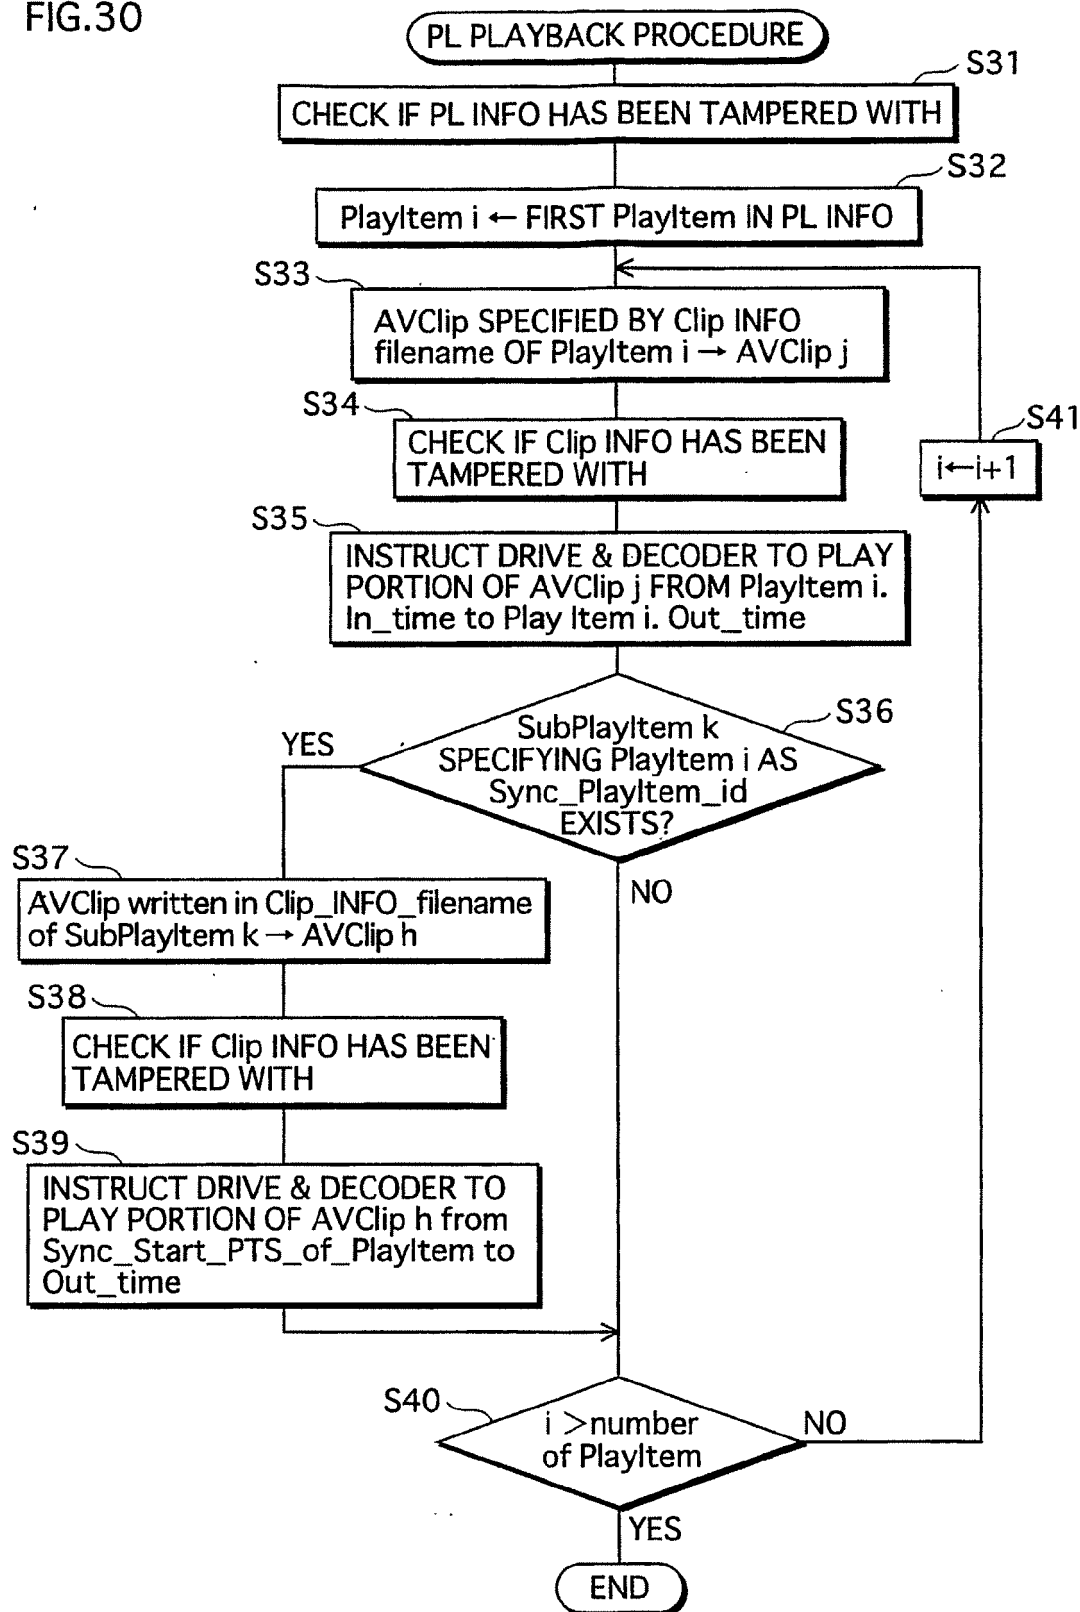 FIG.30
PL PLAYBACK PROCEDURE
S31
CHECK IF PL INFO HAS BEEN TAMPERED WITH
S32
PlayItem i ← FIRST PlayItem IN PL INFO
S33
AVClip SPECIFIED BY Clip INFO
filename OF PlayItem i → AVClip j
S34
CHECK IF Clip INFO HAS BEEN
TAMPERED WITH
S41
i←i+1
S35
INSTRUCT DRIVE & DECODER TO PLAY
PORTION OF AVClip j FROM PlayItem i.
In_time to Play Item i. Out_time
S36
SubPlayItem k
SPECIFYING PlayItem i AS
Sync_PlayItem_id
EXISTS?
YES
NO
S37
AVClip written in Clip_INFO_filename
of SubPlayItem k → AVClip h
S38
CHECK IF Clip INFO HAS BEEN
TAMPERED WITH
S39
INSTRUCT DRIVE & DECODER TO
PLAY PORTION OF AVClip h from
Sync_Start_PTS_of_PlayItem to
Out_time
S40
i >number
of PlayItem
NO
YES
END